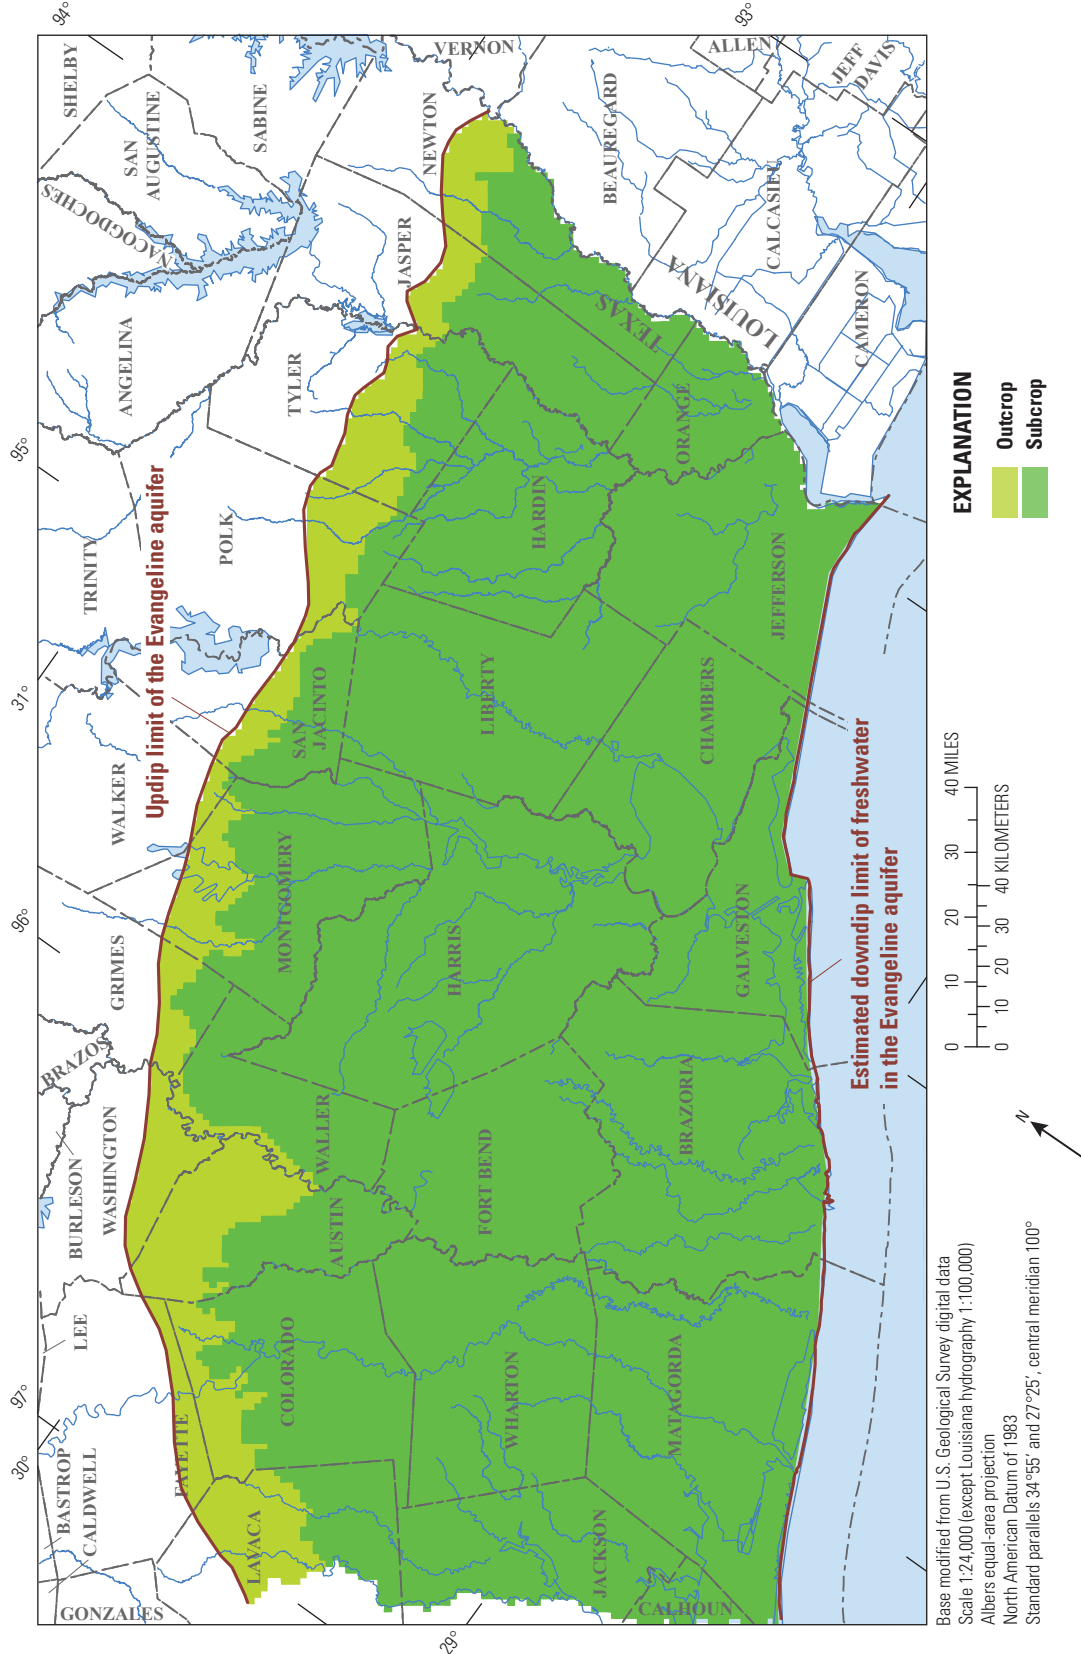 94°
93°
95°
31°
96°
97°
30°
29°
SHELBY
SAN
AUGUSTINE
SABINE
VERNON
NACOGDOCHES
NEWTON
ALLEN
JEFF
DAVIS
BEAUREGARD
JASPER
CALCASIEU
ANGELINA
TYLER
TEXAS
LOUISIANA
CAMERON
ORANGE
HARDIN
TRINITY
POLK
JEFFERSON
Updip limit of the Evangeline aquifer
SAN
JACINTO
LIBERTY
CHAMBERS
WALKER
MONTGOMERY
GRIMES
HARRIS
GALVESTON
Estimated downdip limit of freshwater
in the Evangeline aquifer
BRAZOS
BURLESON
WASHINGTON
WALLER
BRAZORIA
AUSTIN
FORT BEND
LEE
COLORADO
WHARTON
MATAGORDA
BASTROP
CALDWELL
FAYETTE
LAVACA
JACKSON
GONZALES
CALHOUN
EXPLANATION
Outcrop
Subcrop
0 10 20 30 40 MILES
0 10 20 30 40 KILOMETERS
N
Base modified from U.S. Geological Survey digital data
Scale 1:24,000 (except Louisiana hydrography 1:100,000)
Albers equal-area projection
North American Datum of 1983
Standard parallels 34°55' and 27°25', central meridian 100°